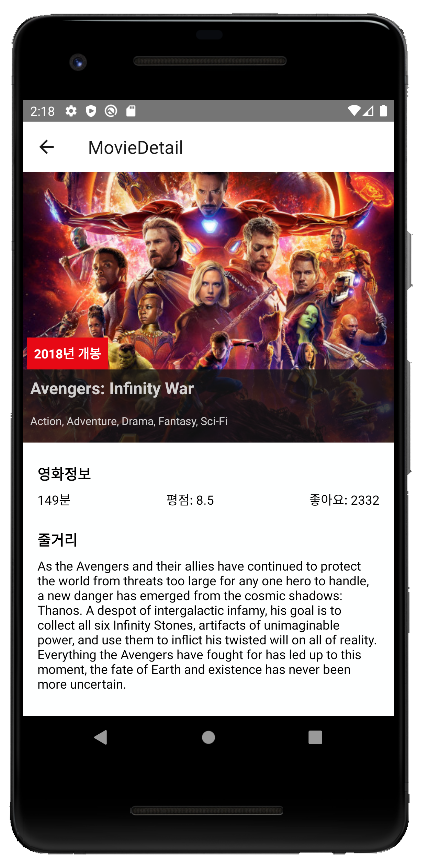 2:18
MovieDetail
2018년 개봉
Avengers: Infinity War
Action, Adventure, Drama, Fantasy, Sci-Fi
영화정보
149분 평점: 8.5 좋아요: 2332
줄거리
As the Avengers and their allies have continued to protect
the world from threats too large for any one hero to handle,
a new danger has emerged from the cosmic shadows:
Thanos. A despot of intergalactic infamy, his goal is to
collect all six Infinity Stones, artifacts of unimaginable
power, and use them to inflict his twisted will on all of reality.
Everything the Avengers have fought for has led up to this
moment, the fate of Earth and existence has never been
more uncertain.